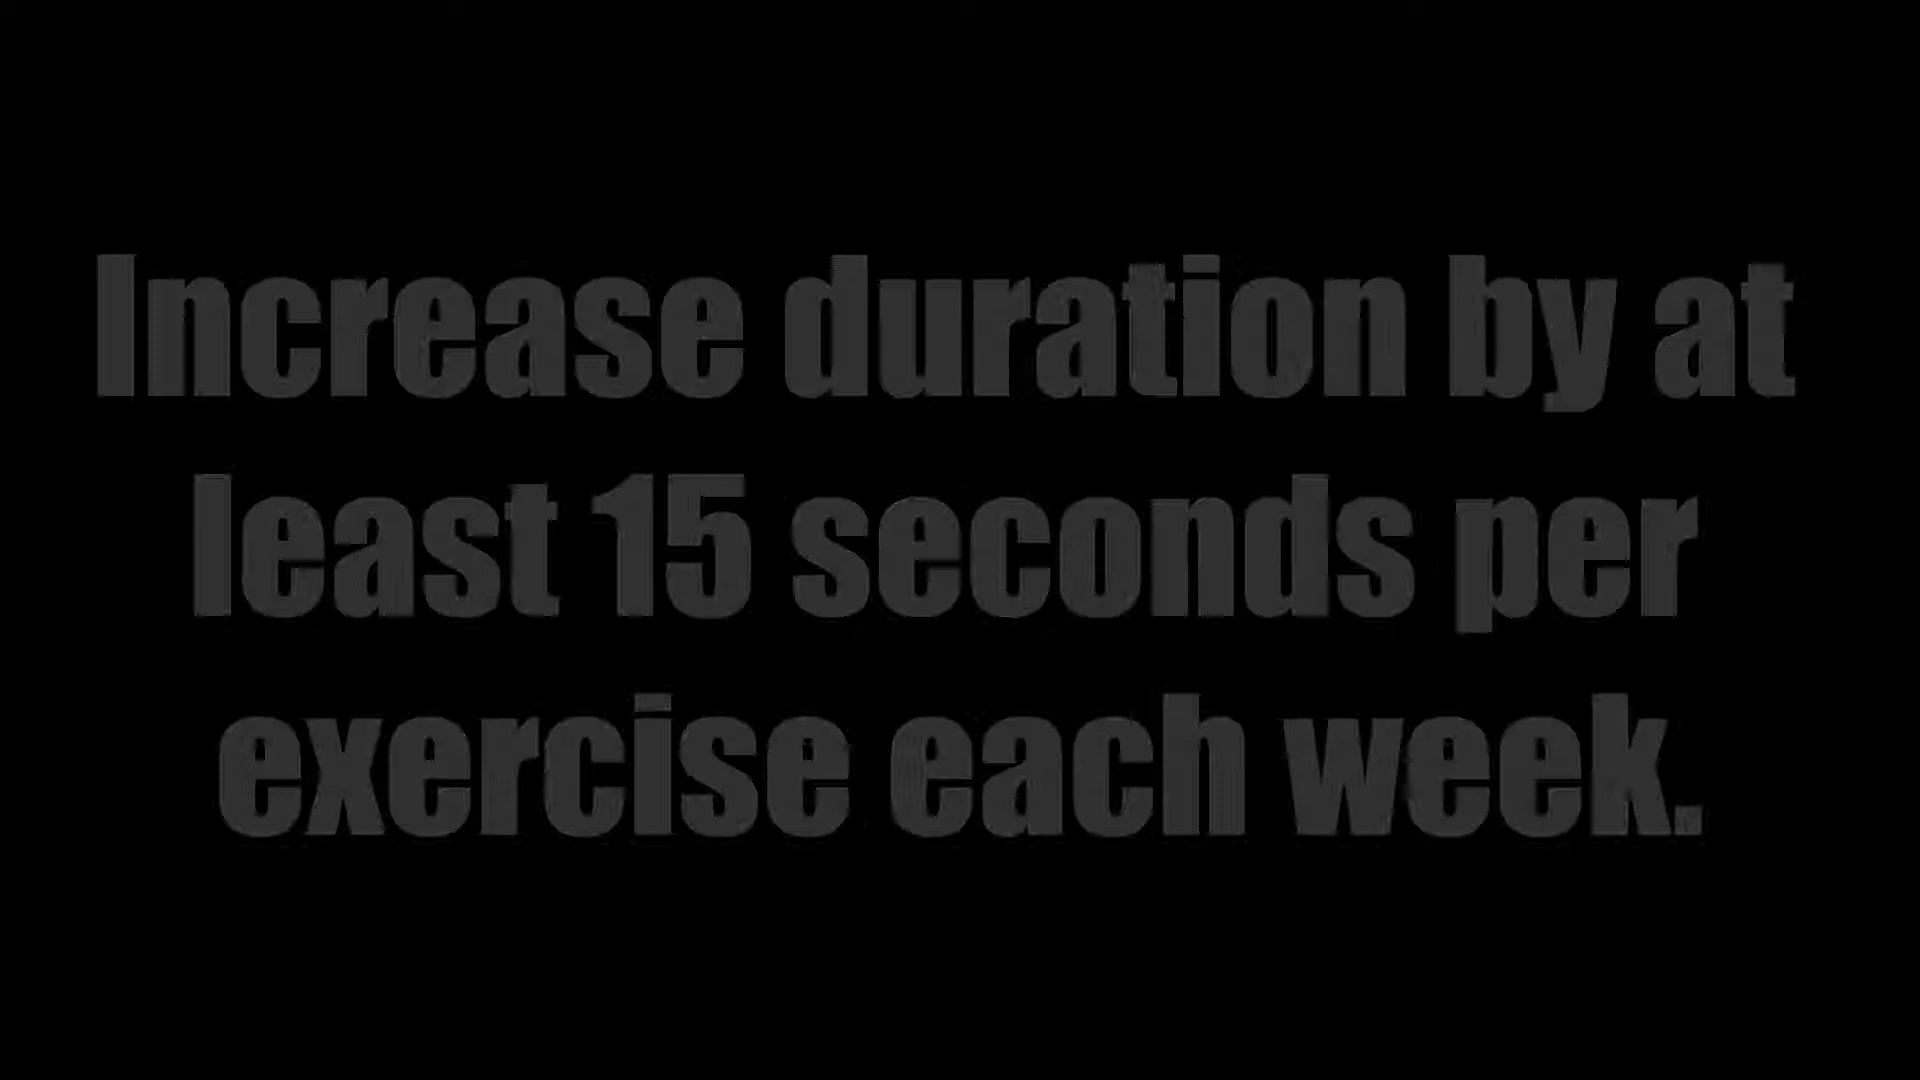 Increase duration by at
least 15 seconds per
exercise each week.